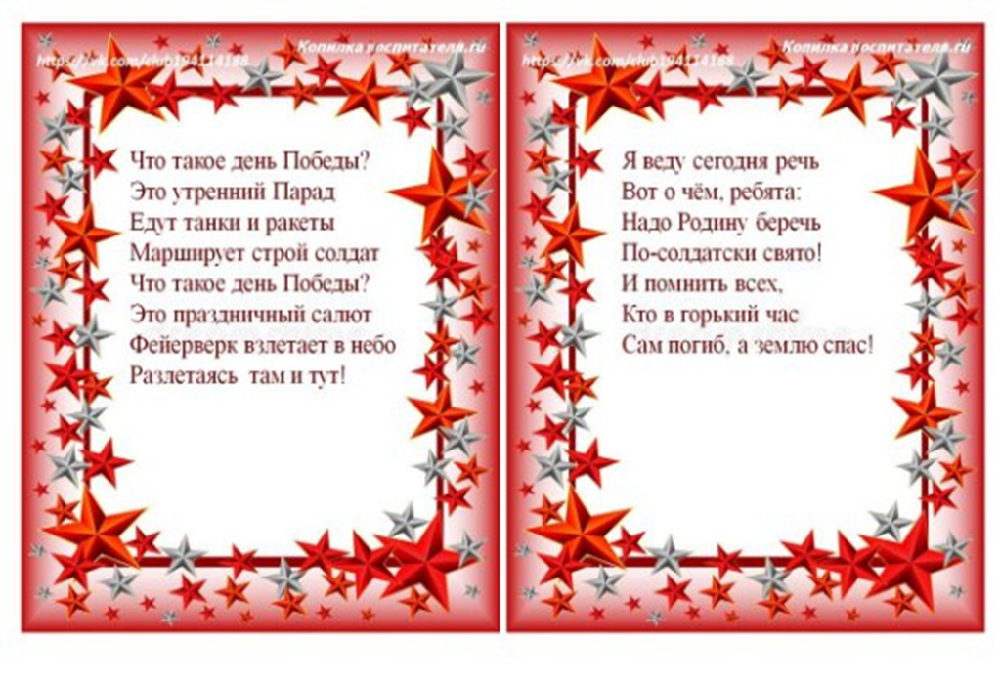 Копилка воспитателя.ru
https://vk.com/club194114188
Что такое день Победы?
Это утренний Парад
Едут танки и ракеты
Марширует строй солдат
Что такое день Победы?
Это праздничный салют
Фейерверк взлетает в небо
Разлетаясь там и тут!
Копилка воспитателя.ru
https://vk.com/club194114188
Я веду сегодня речь
Вот о чём, ребята:
Надо Родину беречь
По-солдатски свято!
И помнить всех,
Кто в горький час
Сам погиб, а землю спас!